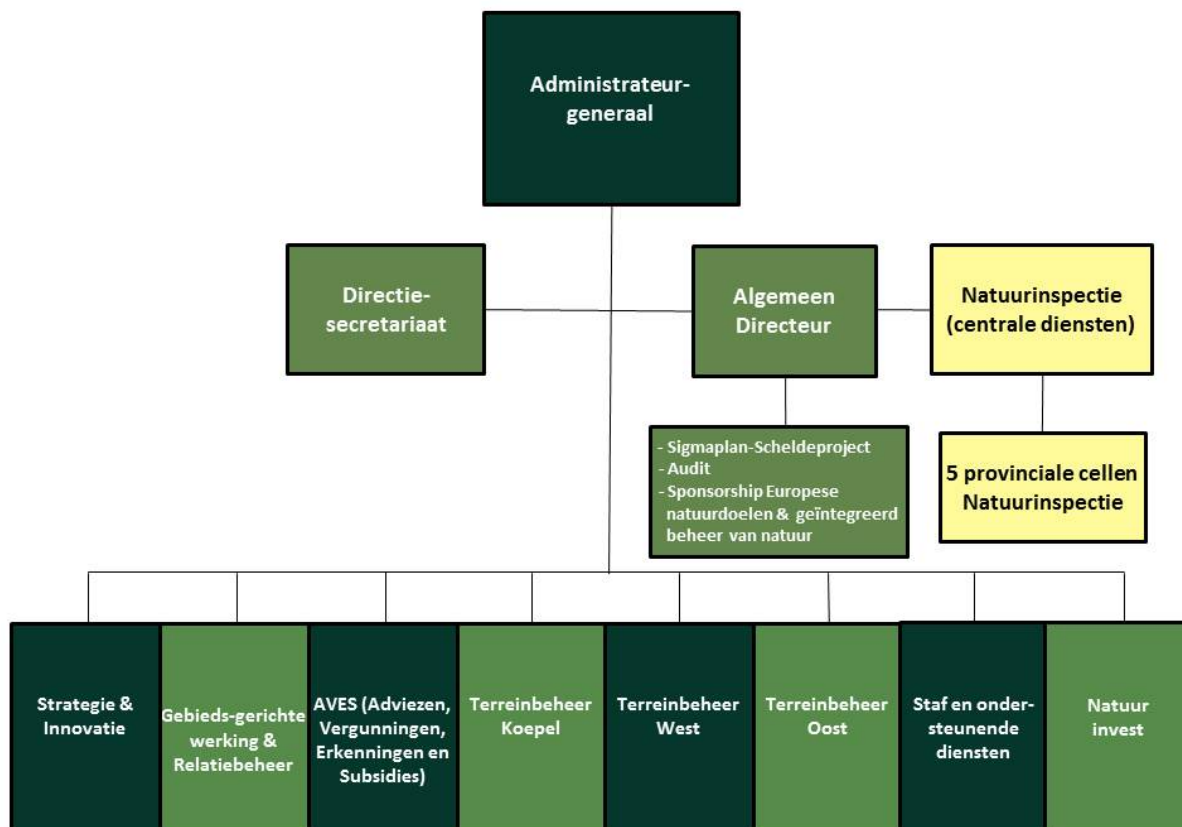 Administrateur-
generaal
Directie-
secretariaat
Algemeen
Directeur
Natuurinspectie
(centrale diensten)
- Sigmaplan-Scheldeproject
- Audit
- Sponsorship Europese
natuurdoelen & geïntegreerd
beheer van natuur
5 provinciale cellen
Natuurinspectie
Strategie &
Innovatie
Gebieds-gerichte
werking &
Relatiebeheer
AVES (Adviezen,
Vergunningen,
Erkenningen en
Subsidies)
Terreinbeheer
Koepel
Terreinbeheer
West
Terreinbeheer
Oost
Staf en onder-
steunende
diensten
Natuur
invest